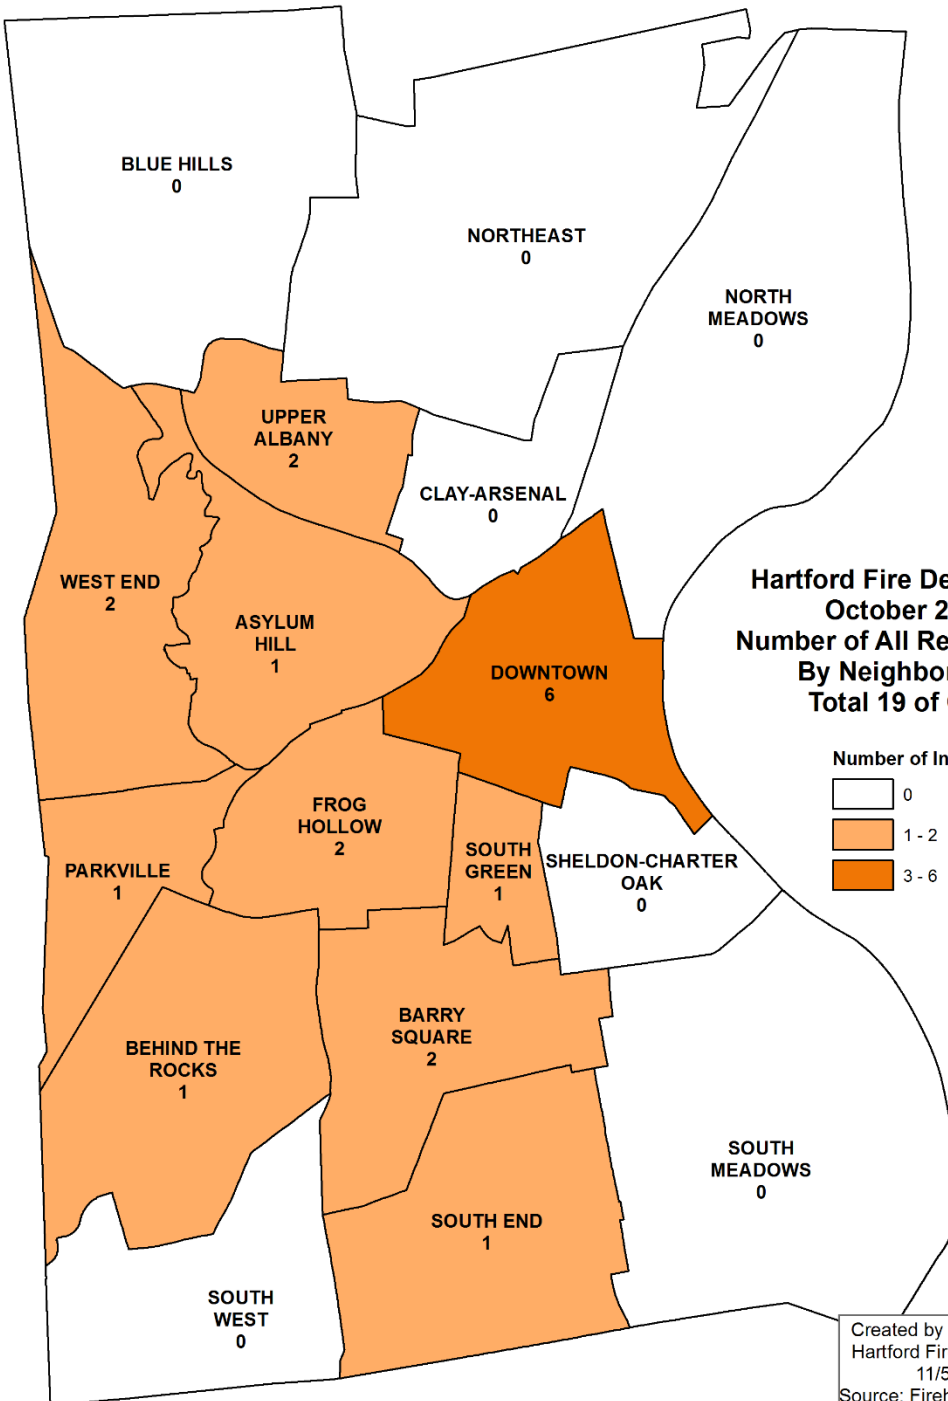 BLUE HILLS
0
NORTHEAST
0
NORTH
MEADOWS
0
UPPER
ALBANY
2
CLAY-ARSENAL
0
WEST END
2
ASYLUM
HILL
1
DOWNTOWN
6
Hartford Fire De
October 2
Number of All Re
By Neighbor
Total 19 of
Number of In
0
1 - 2
3 - 6
FROG
HOLLOW
2
SOUTH
GREEN
1
SHELDON-CHARTER
OAK
0
PARKVILLE
1
BARRY
SQUARE
2
BEHIND THE
ROCKS
1
SOUTH
MEADOWS
0
SOUTH END
1
SOUTH
WEST
0
Created by
Hartford Fir
11/5
Source: Fireh